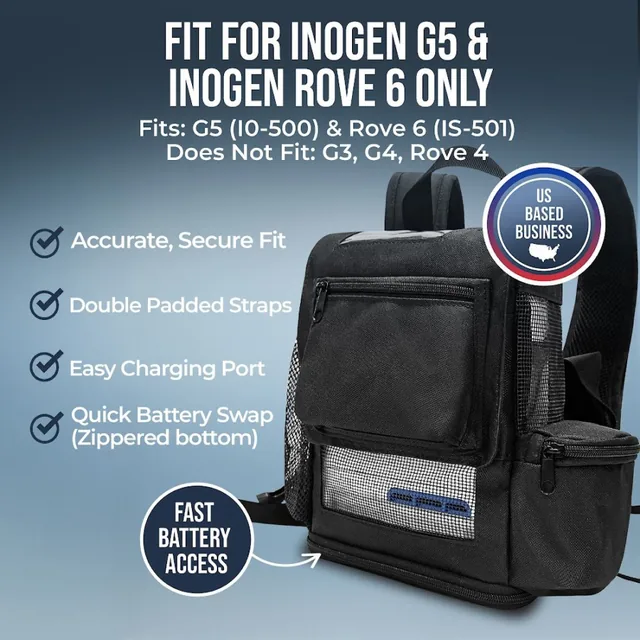 FIT FOR INOGEN G5 &
INOGEN ROVE 6 ONLY
Fits: G5 (I0-500) & Rove 6 (IS-501)
Does Not Fit: G3, G4, Rove 4
US
BASED
BUSINESS
Accurate, Secure Fit
Double Padded Straps
Easy Charging Port
Quick Battery Swap
(Zippered bottom)
FAST
BATTERY
ACCESS